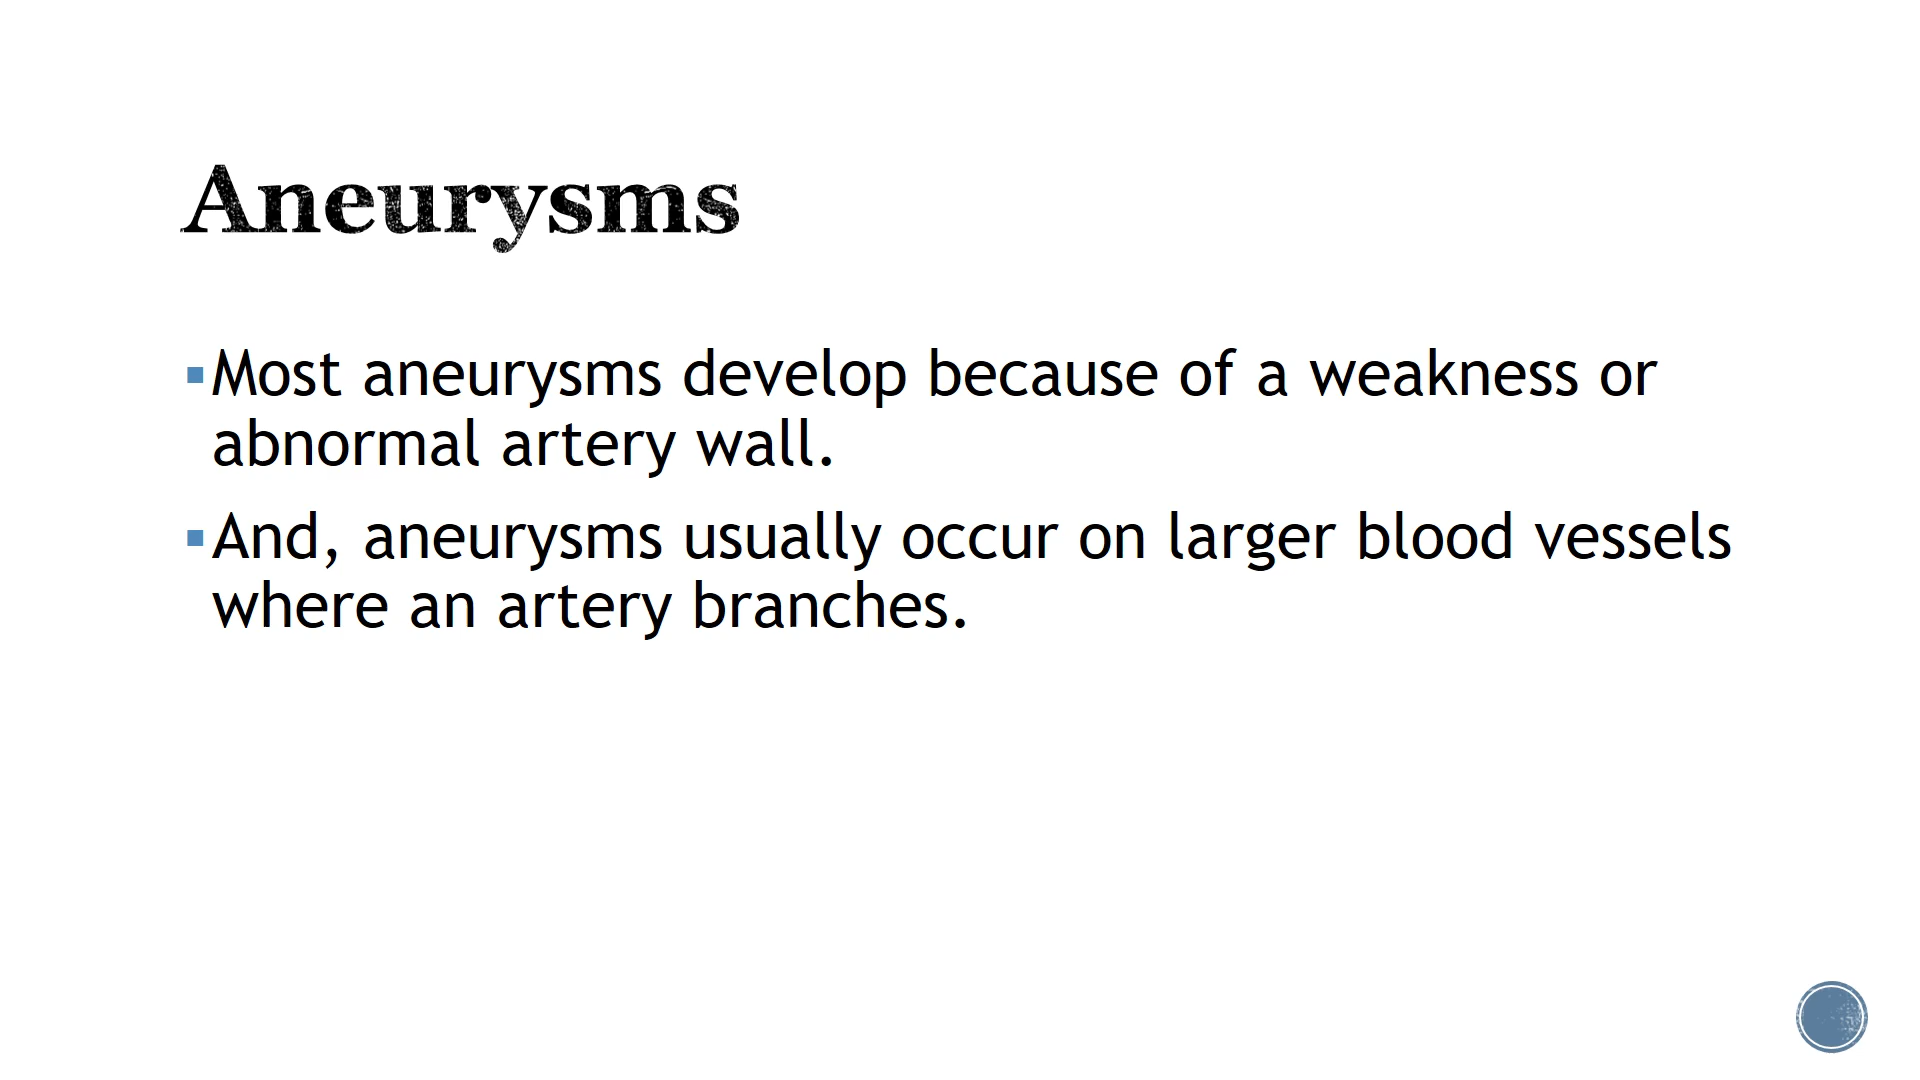 Aneurysms
▪Most aneurysms develop because of a weakness or
abnormal artery wall.
▪And, aneurysms usually occur on larger blood vessels
where an artery branches.